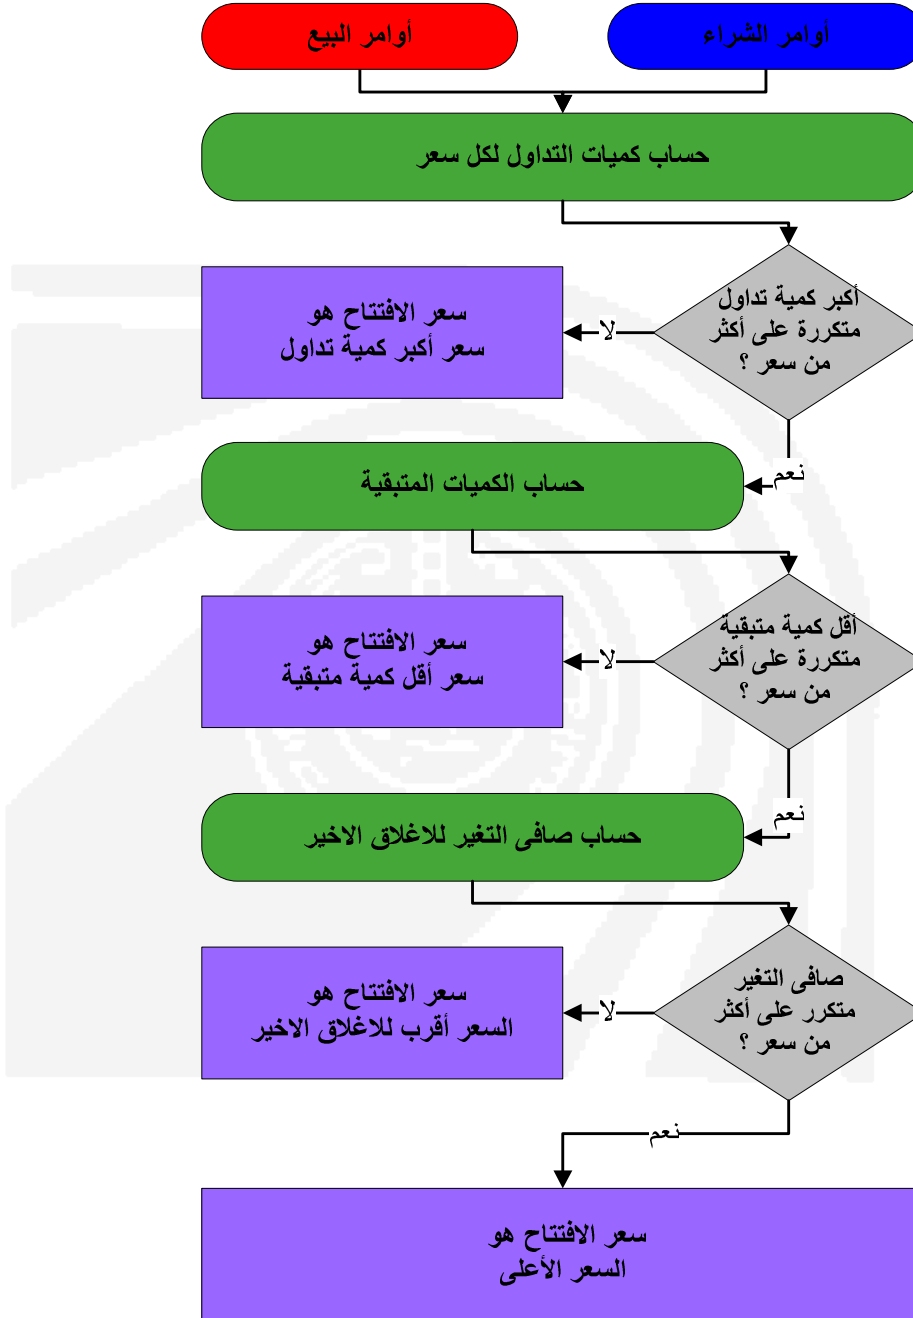 أوامر الشراء
أوامر البيع
حساب كميات التداول لكل سعر
أكبر كمية تداول
متكررة على أكثر
من سعر ؟
لا
سعر الافتتاح هو
سعر أكبر كمية تداول
نعم
حساب الكميات المتبقية
أقل كمية متبقية
متكررة على أكثر
من سعر ؟
لا
سعر الافتتاح هو
سعر أقل كمية متبقية
نعم
حساب صافى التغير للاغلاق الاخير
صافى التغير
متكرر على أكثر
من سعر ؟
لا
سعر الافتتاح هو
السعر أقرب للاغلاق الاخير
نعم
سعر الافتتاح هو
السعر الأعلى